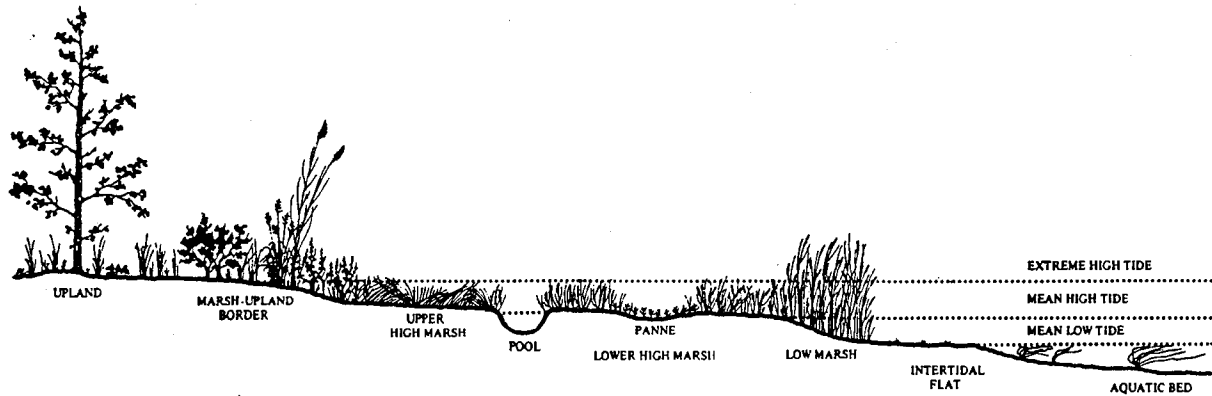 EXTREME HIGH TIDE
MEAN HIGH TIDE
MEAN LOW TIDE
UPLAND
MARSH-UPLAND
BORDER
UPPER
HIGH MARSH
POOL
PANNE
LOWER HIGH MARSH
LOW MARSH
INTERTIDAL
FLAT
AQUATIC BED